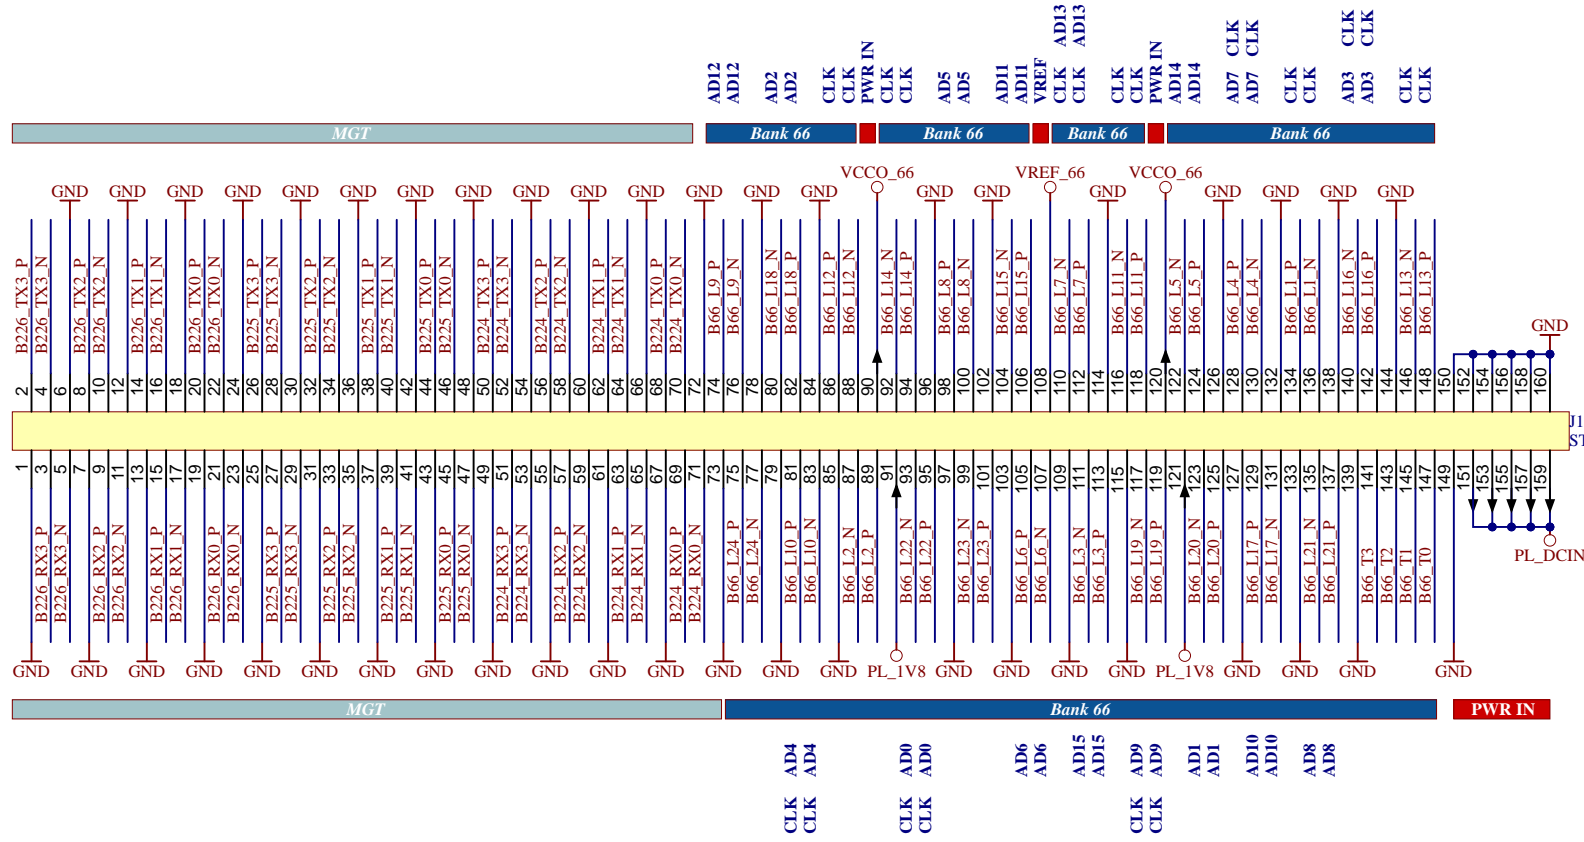 CLK AD13
CLK AD13
CLK
CLK
CLK
CLK
AD12
AD12
AD2
AD2
CLK
CLK
PWR IN
CLK
CLK
AD5
AD5
AD11
AD11
VREF
CLK
CLK
PWR IN
AD14
AD14
AD7
AD7
CLK
CLK
AD3
AD3
CLK
CLK
MGT Bank 66 Bank 66 Bank 66 Bank 66
VCCO_66 VREF_66 VCCO_66
GND GND GND GND GND GND GND GND GND GND GND GND GND GND GND GND GND GND GND GND GND
B226_TX3_P
B226_TX3_N
B226_TX2_P
B226_TX2_N
B226_TX1_P
B226_TX1_N
B226_TX0_P
B226_TX0_N
B225_TX3_P
B225_TX3_N
B225_TX2_P
B225_TX2_N
B225_TX1_P
B225_TX1_N
B225_TX0_P
B225_TX0_N
B224_TX3_P
B224_TX3_N
B224_TX2_P
B224_TX2_N
B224_TX1_P
B224_TX1_N
B224_TX0_P
B224_TX0_N
B66_L9_P
B66_L9_N
B66_L18_N
B66_L18_P
B66_L12_P
B66_L12_N
B66_L14_N
B66_L14_P
B66_L8_P
B66_L8_N
B66_L15_N
B66_L15_P
B66_L7_N
B66_L7_P
B66_L11_N
B66_L11_P
B66_L5_N
B66_L5_P
B66_L4_P
B66_L4_N
B66_L1_P
B66_L1_N
B66_L16_N
B66_L16_P
B66_L13_N
B66_L13_P
GND
2 4 6 8 10 12 14 16 18 20 22 24 26 28 30 32 34 36 38 40 42 44 46 48 50 52 54 56 58 60 62 64 66 68 70 72 74 76 78 80 82 84 86 88 90 92 94 96 98 100 102 104 106 108 110 112 114 116 118 120 122 124 126 128 130 132 134 136 138 140 142 144 146 148 150 152 154 156 158 160
J1
ST
1 3 5 7 9 11 13 15 17 19 21 23 25 27 29 31 33 35 37 39 41 43 45 47 49 51 53 55 57 59 61 63 65 67 69 71 73 75 77 79 81 83 85 87 89 91 93 95 97 99 101 103 105 107 109 111 113 115 117 119 121 123 125 127 129 131 133 135 137 139 141 143 145 147 149 151 153 155 157 159
B226_RX3_P
B226_RX3_N
B226_RX2_P
B226_RX2_N
B226_RX1_P
B226_RX1_N
B226_RX0_P
B226_RX0_N
B225_RX3_P
B225_RX3_N
B225_RX2_P
B225_RX2_N
B225_RX1_P
B225_RX1_N
B225_RX0_P
B225_RX0_N
B224_RX3_P
B224_RX3_N
B224_RX2_P
B224_RX2_N
B224_RX1_P
B224_RX1_N
B224_RX0_P
B224_RX0_N
B66_L24_P
B66_L24_N
B66_L10_P
B66_L10_N
B66_L2_N
B66_L2_P
B66_L22_N
B66_L22_P
B66_L23_N
B66_L23_P
B66_L6_P
B66_L6_N
B66_L3_N
B66_L3_P
B66_L19_N
B66_L19_P
B66_L20_N
B66_L20_P
B66_L17_P
B66_L17_N
B66_L21_N
B66_L21_P
B66_T3
B66_T2
B66_T1
B66_T0
PL_DCIN
GND GND GND GND GND GND GND GND GND GND GND GND GND GND GND PL_1V8 GND GND GND GND PL_1V8 GND GND GND GND
MGT Bank 66 PWR IN
CLK AD4
CLK AD4
CLK AD0
CLK AD0
AD6
AD6
AD15
AD15
CLK AD9
CLK AD9
AD1
AD1
AD10
AD10
AD8
AD8